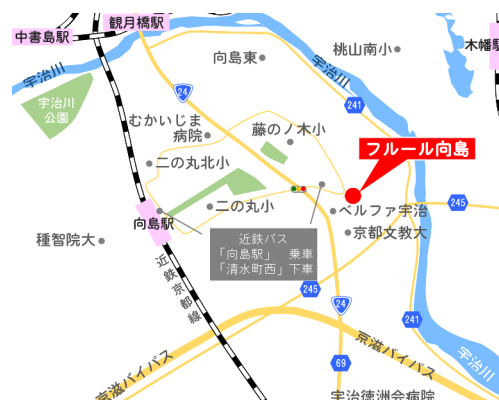 観月橋駅
中書島駅
向島東
桃山南小
木幡駅
宇治川
宇治川
24
241
宇治川
公園
むかいじま
病院
藤のノ木小
フルール向島
二の丸北小
245
二の丸小
ベルファ宇治
向島駅
京都文教大
種智院大
近鉄バス
「向島駅」 乗車
「清水町西」下車
近鉄京都線
245
24
241
京滋バイパス
京滋バイパス
69
宇治川
宇治徳洲会病院